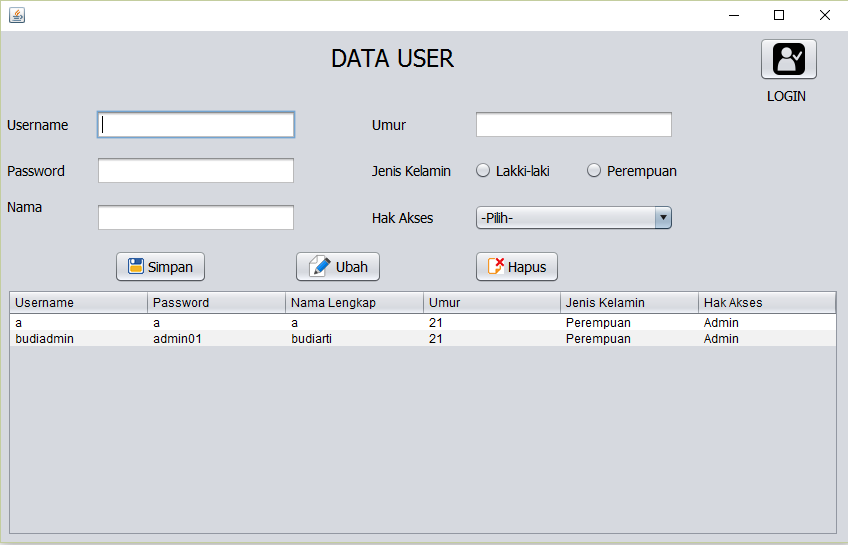 DATA USER
LOGIN
Username
Umur
Password
Jenis Kelamin
Lakki-laki
Perempuan
Nama
Hak Akses
-Pilih-
Simpan
Ubah
Hapus
Username Password Nama Lengkap Umur Jenis Kelamin Hak Akses
a a a 21 Perempuan Admin
budiadmin admin01 budiarti 21 Perempuan Admin